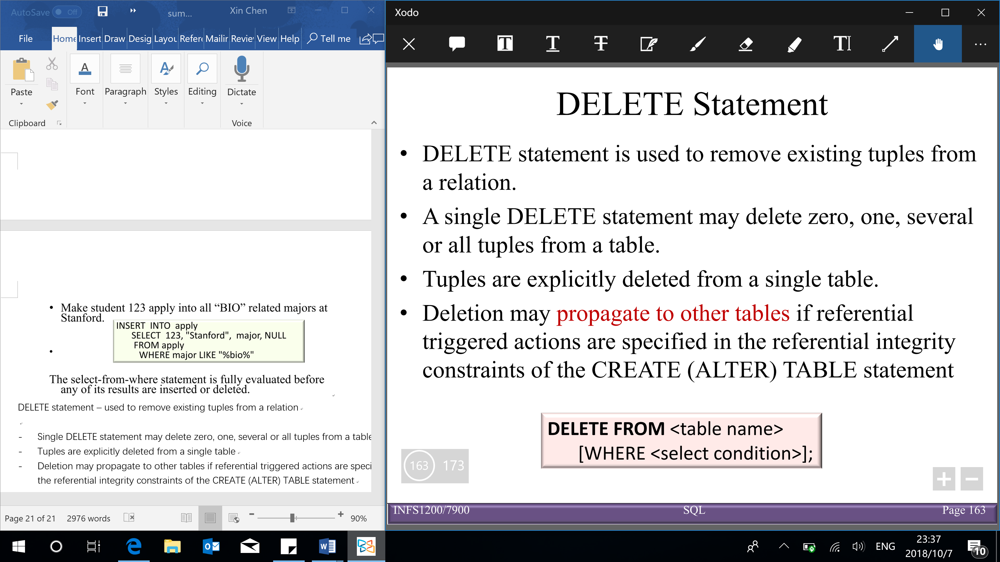 AutoSave Off
sum...
Xin Chen
File
Home
Insert
Draw
Desig
Layou
Refere
Mailin
Review
View
Help
Tell me
Paste
Font
Paragraph
Styles
Editing
Dictate
Clipboard
Voice
• Make student 123 apply into all “BIO” related majors at
Stanford.
INSERT INTO apply
SELECT 123, "Stanford", major, NULL
FROM apply
WHERE major LIKE "%bio%"
•
The select-from-where statement is fully evaluated before
any of its results are inserted or deleted.
DELETE statement – used to remove existing tuples from a relation
- Single DELETE statement may delete zero, one, several or all tuples from a table
- Tuples are explicitly deleted from a single table
- Deletion may propagate to other tables if referential triggered actions are speci
the referential integrity constraints of the CREATE (ALTER) TABLE statement
Page 21 of 21
2976 words
90%
Xodo
DELETE Statement
• DELETE statement is used to remove existing tuples from
a relation.
• A single DELETE statement may delete zero, one, several
or all tuples from a table.
• Tuples are explicitly deleted from a single table.
• Deletion may propagate to other tables if referential
triggered actions are specified in the referential integrity
constraints of the CREATE (ALTER) TABLE statement
DELETE FROM <table name>
[WHERE <select condition>];
163 173
INFS1200/7900
SQL
Page 163
ENG
23:37
2018/10/7
10